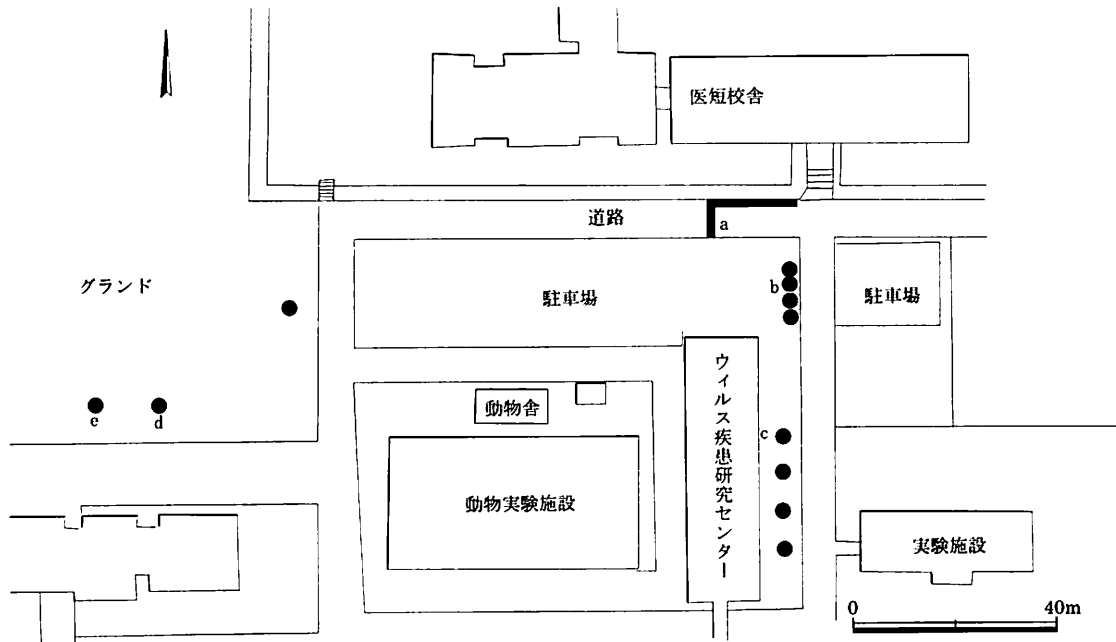 医短校舎
道路
a
グランド
駐車場
b
駐車場
ウィルス疾患研究センター
動物舎
e
d
c
動物実験施設
実験施設
0
40m